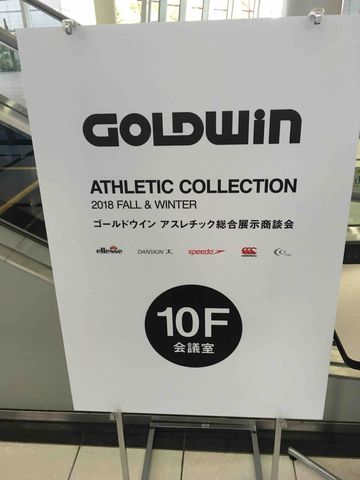 GOLDWIN
ATHLETIC COLLECTION
2018 FALL & WINTER
ゴールドウイン アスレチック総合展示商談会
ellesse DANSKIN speedo canterbury
10F
会議室